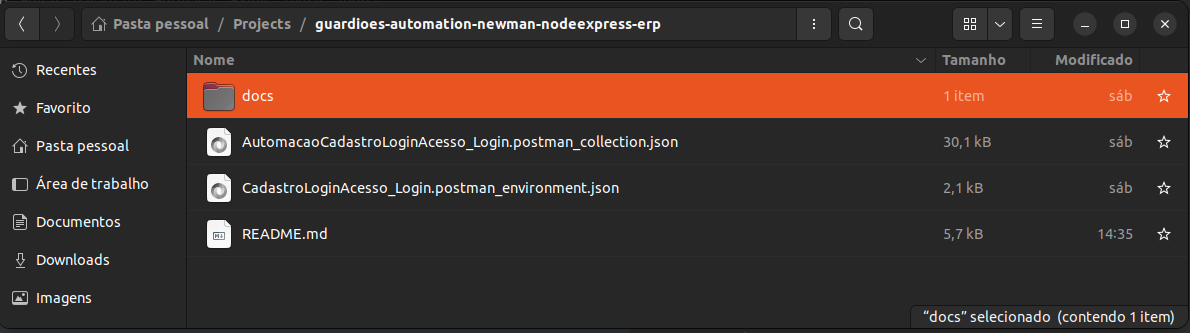 Pasta pessoal / Projects / guardioes-automation-newman-nodeexpress-erp
Nome Tamanho Modificado
Recentes
Favorito
Pasta pessoal
Área de trabalho
Documentos
Downloads
Imagens
docs 1 item sáb
AutomacaoCadastroLoginAcesso_Login.postman_collection.json 30,1 kB sáb
CadastroLoginAcesso_Login.postman_environment.json 2,1 kB sáb
README.md 5,7 kB 14:35
“docs” selecionado (contendo 1 item)